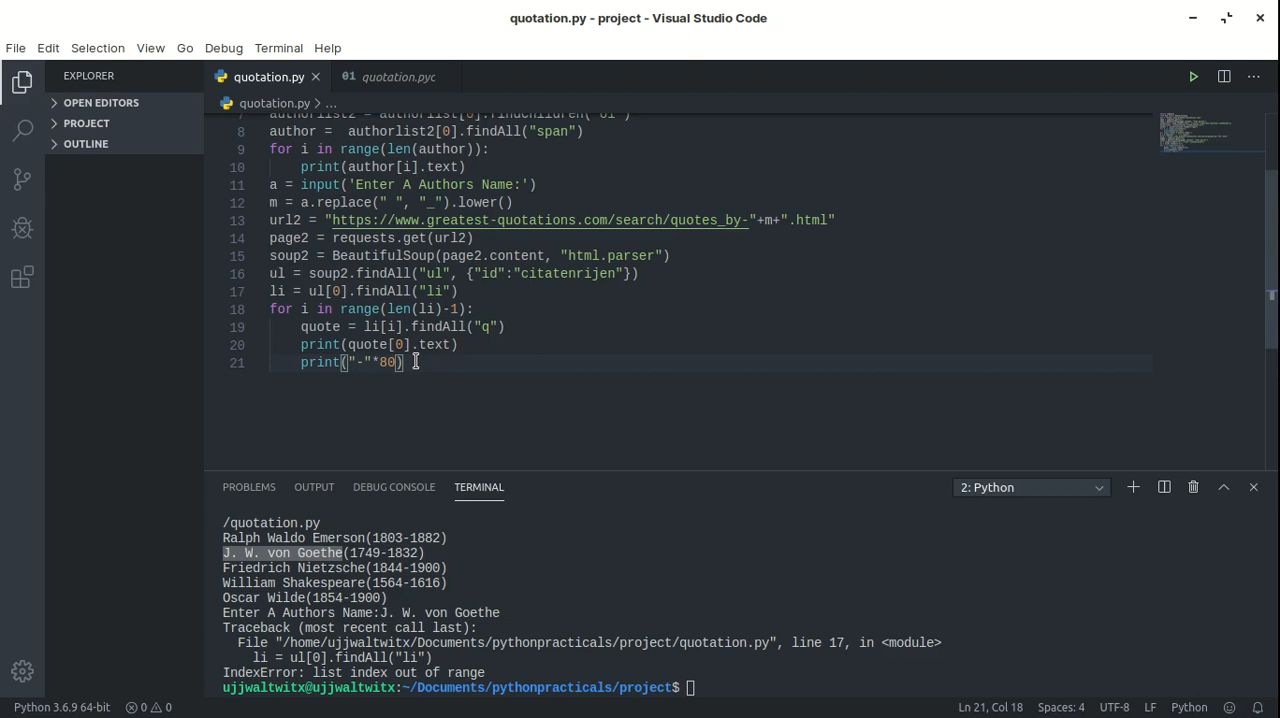 quotation.py - project - Visual Studio Code
File Edit Selection View Go Debug Terminal Help
EXPLORER
OPEN EDITORS
PROJECT
OUTLINE
quotation.py
01 quotation.pyc
quotation.py > ...
7 authorlist2 = authorlist[0].findChildren("ol")
8 author =  authorlist2[0].findAll("span")
9 for i in range(len(author)):
10     print(author[i].text)
11 a = input('Enter A Authors Name:')
12 m = a.replace(" ", "_").lower()
13 url2 = "https://www.greatest-quotations.com/search/quotes_by-"+m+".html"
14 page2 = requests.get(url2)
15 soup2 = BeautifulSoup(page2.content, "html.parser")
16 ul = soup2.findAll("ul", {"id":"citatenrijen"})
17 li = ul[0].findAll("li")
18 for i in range(len(li)-1):
19     quote = li[i].findAll("q")
20     print(quote[0].text)
21     print("-"*80)
PROBLEMS OUTPUT DEBUG CONSOLE TERMINAL
2: Python
/quotation.py
Ralph Waldo Emerson(1803-1882)
J. W. von Goethe(1749-1832)
Friedrich Nietzsche(1844-1900)
William Shakespeare(1564-1616)
Oscar Wilde(1854-1900)
Enter A Authors Name:J. W. von Goethe
Traceback (most recent call last):
  File "/home/ujjwaltwitx/Documents/pythonpracticals/project/quotation.py", line 17, in <module>
    li = ul[0].findAll("li")
IndexError: list index out of range
ujjwaltwitx@ujjwaltwitx:~/Documents/pythonpracticals/project$
Python 3.6.9 64-bit 0 0 Ln 21, Col 18 Spaces: 4 UTF-8 LF Python